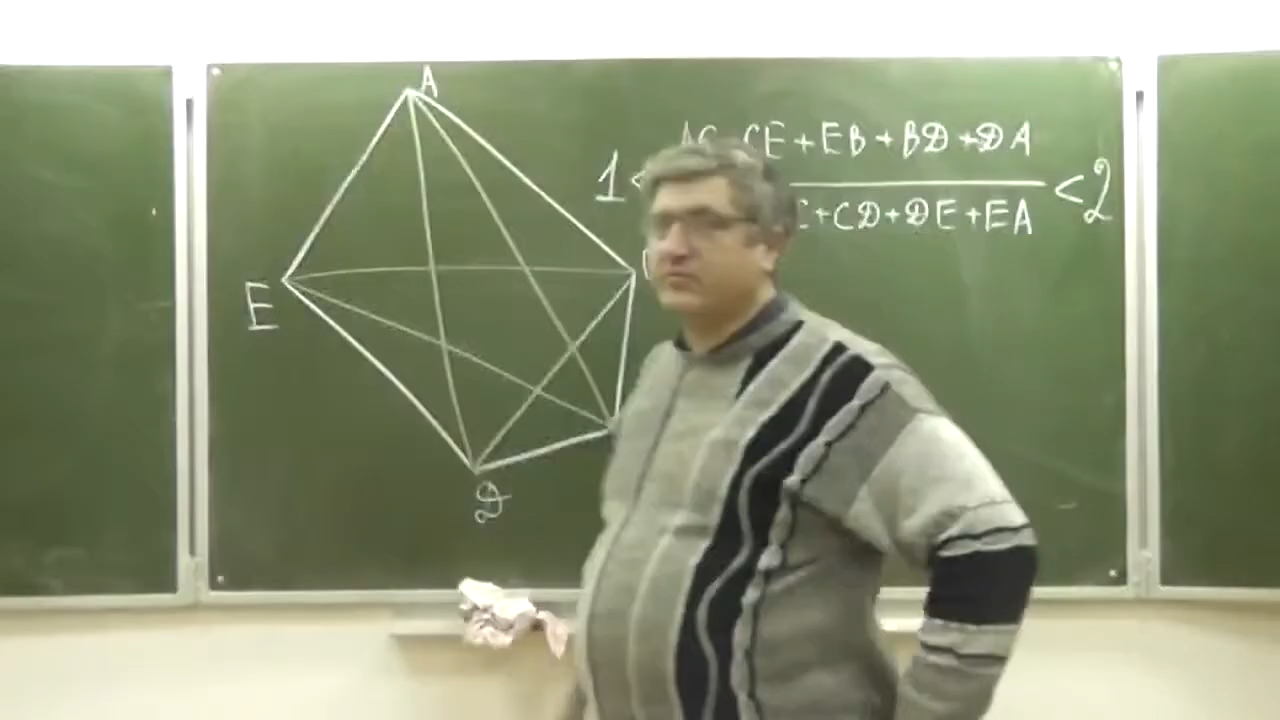 A
AC CE + EB + BD + DA
1 < < 2
C + CD + DE + EA
E
D